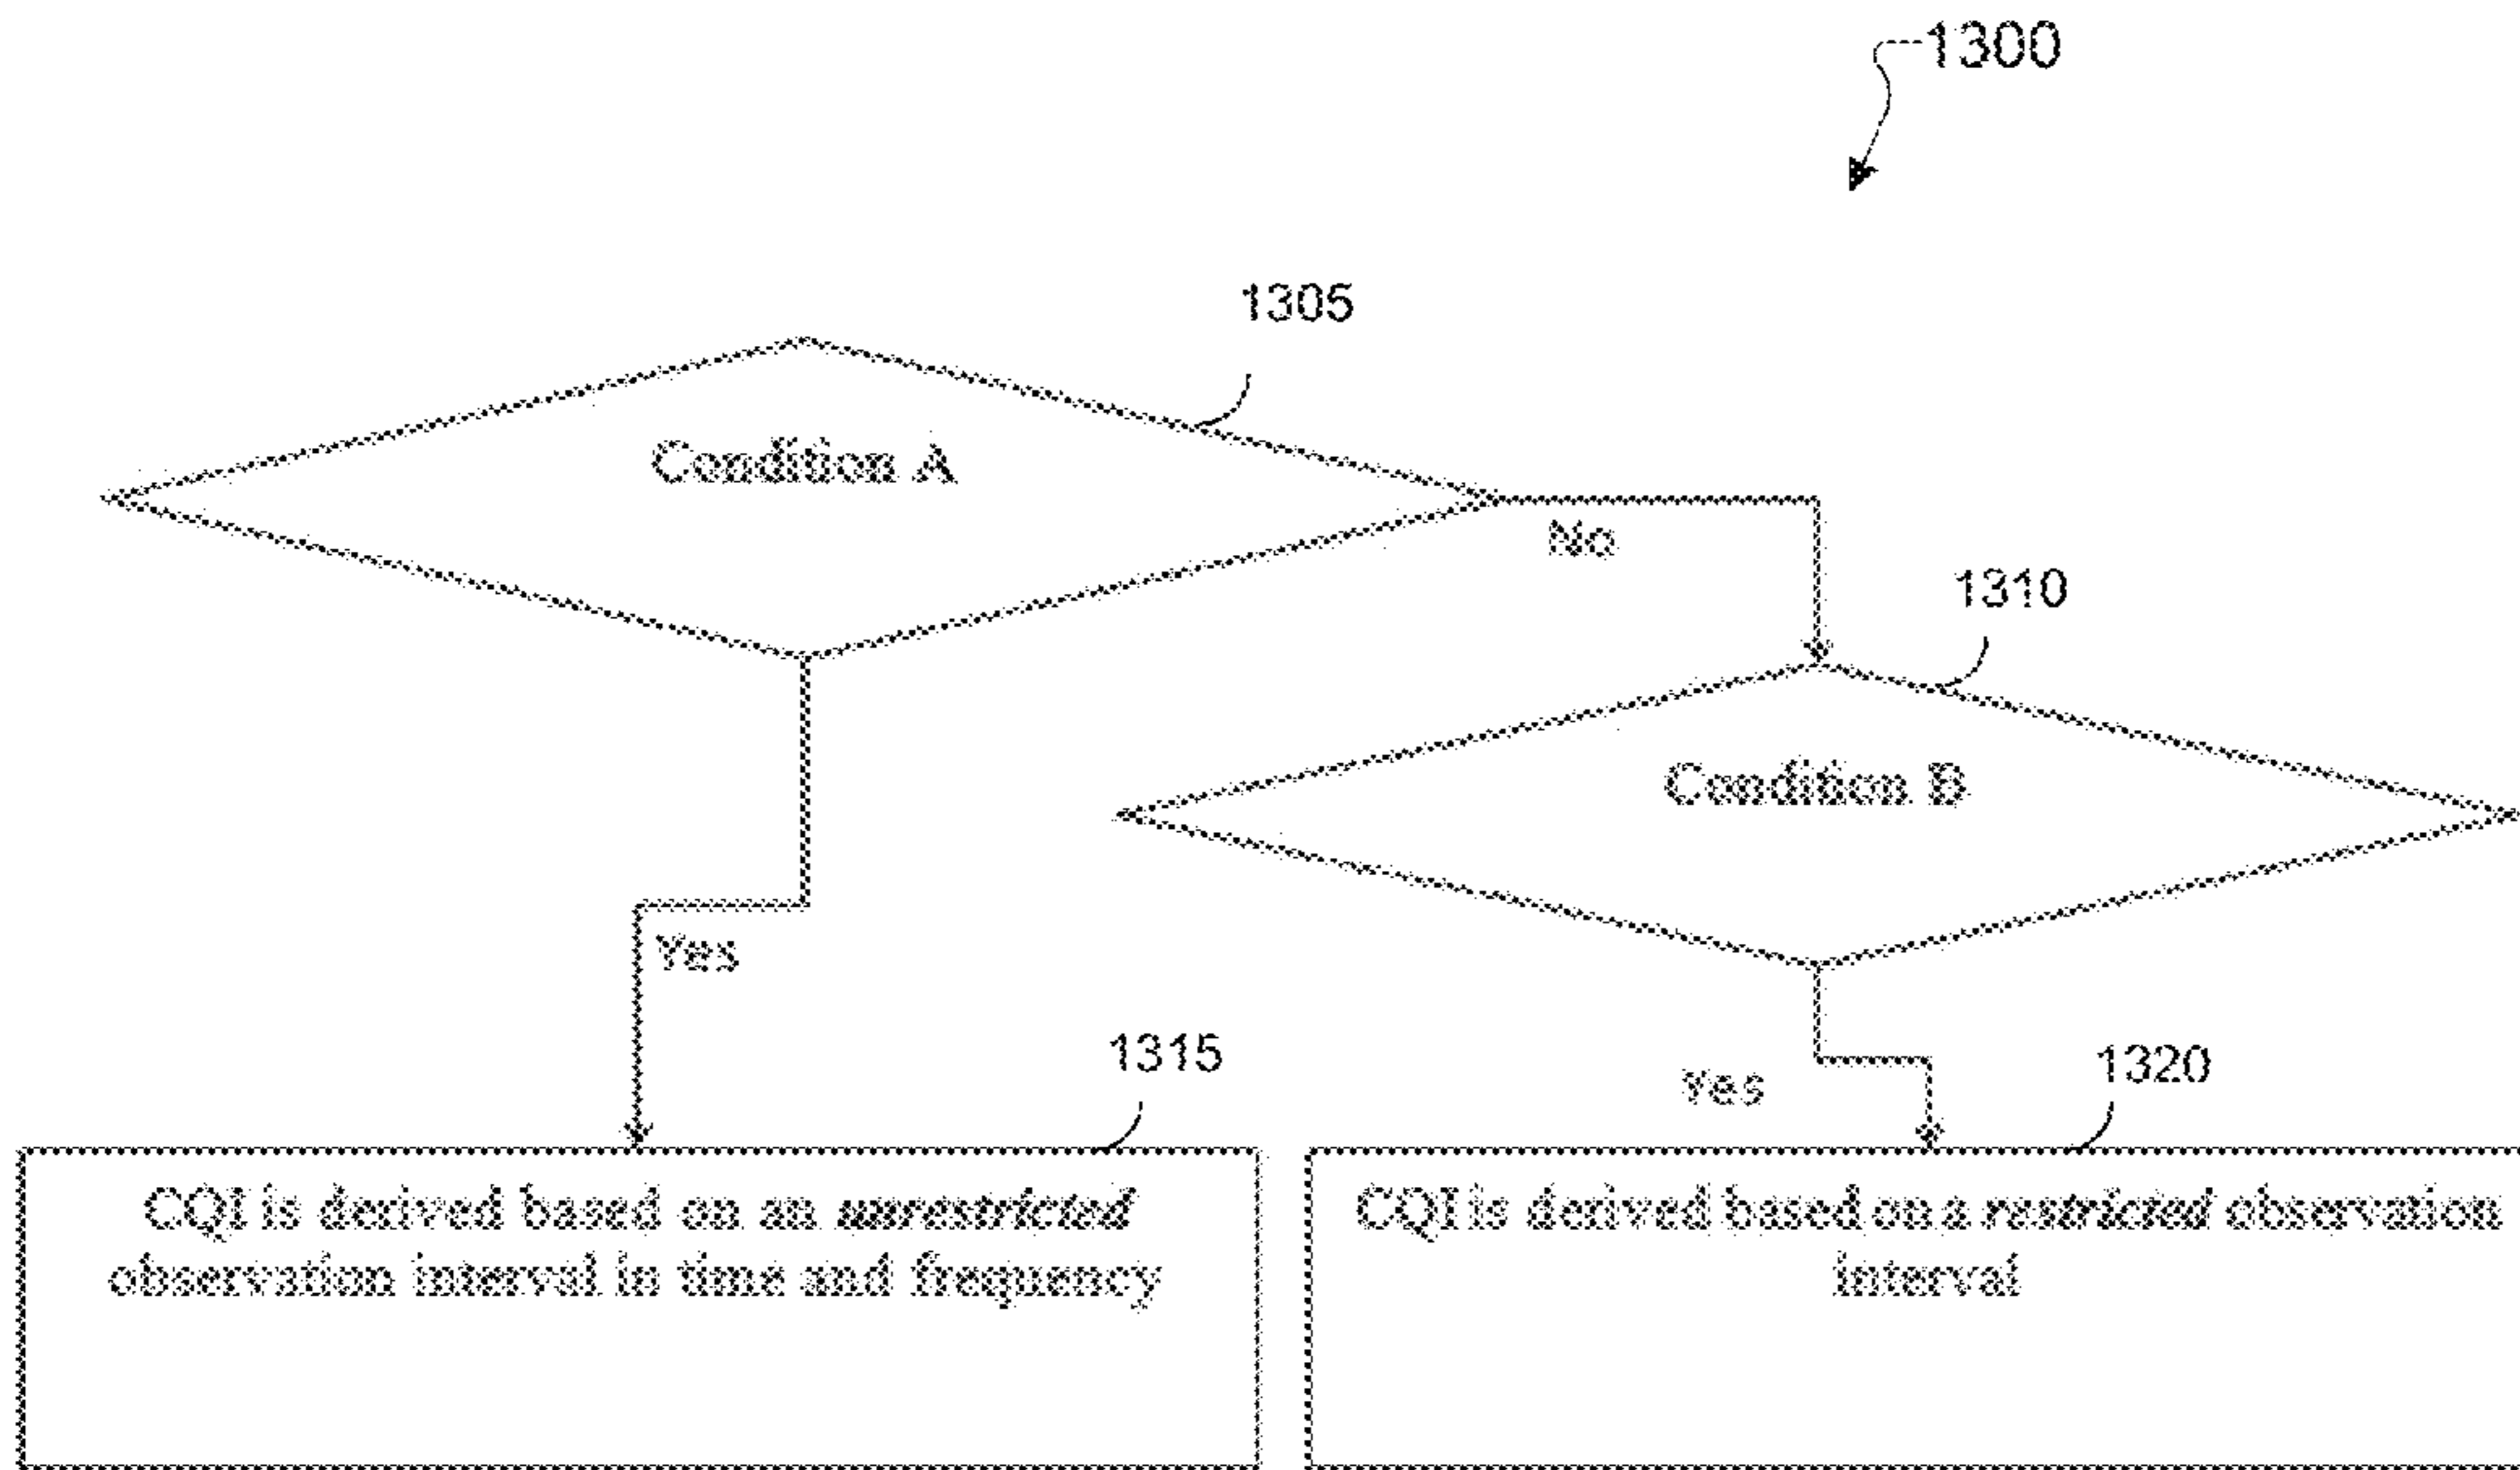 1300
1305
Condition A
No
1310
Condition B
Yes
1315
1320
Yes
CQI is derived based on an unrestricted
observation interval in time and frequency
CQI is derived based on a restricted observation
interval